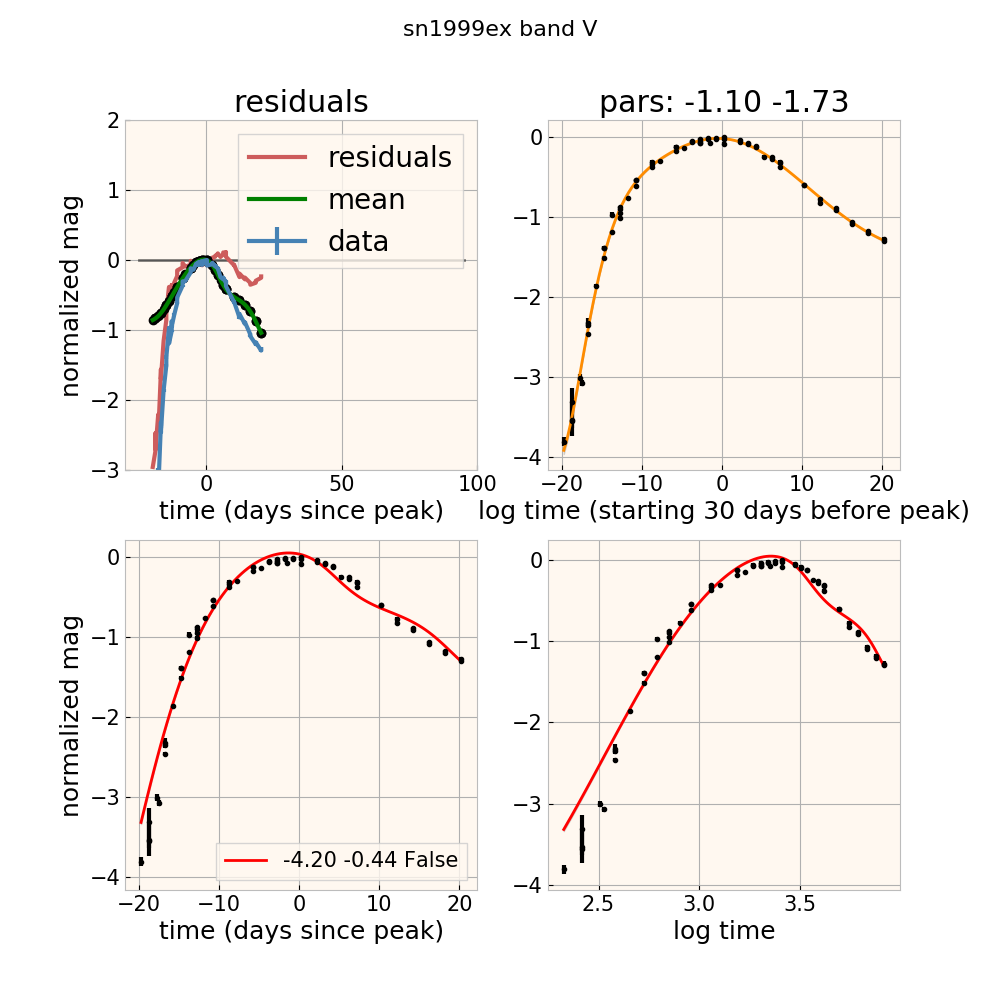 sn1999ex band V
residuals
2
1
0
−1
−2
−3
normalized mag
residuals
mean
data
0
50
100
time (days since peak)
pars: -1.10 -1.73
0
−1
−2
−3
−4
−20
−10
0
10
20
log time (starting 30 days before peak)
0
−1
−2
−3
−4
normalized mag
-4.20 -0.44 False
−20
−10
0
10
20
time (days since peak)
0
−1
−2
−3
−4
2.5
3.0
3.5
log time